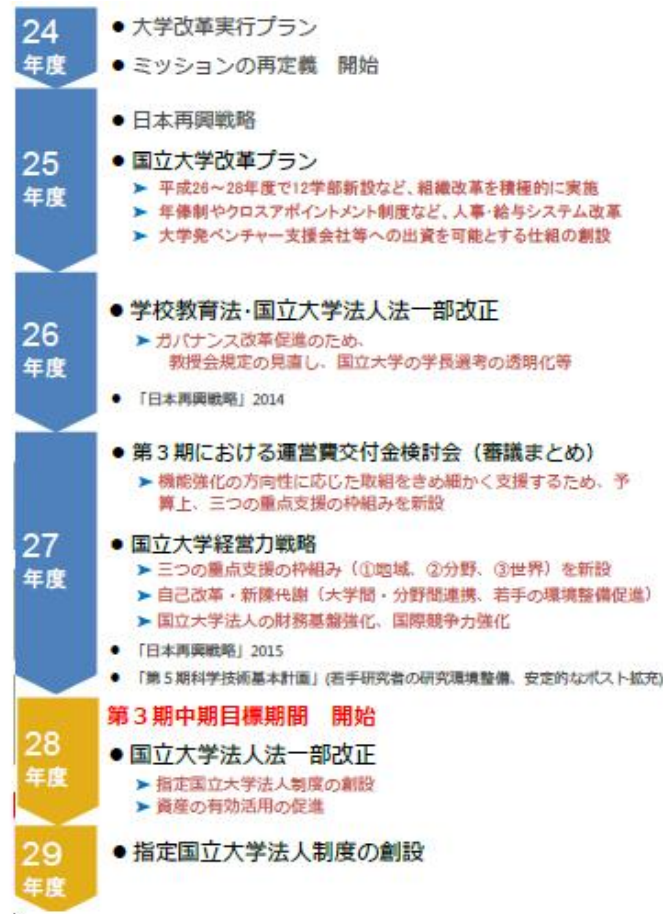 24
年度
● 大学改革実行プラン
● ミッションの再定義　開始
25
年度
● 日本再興戦略
● 国立大学改革プラン
➤ 平成26～28年度で12学部新設など、組織改革を積極的に実施
➤ 年俸制やクロスアポイントメント制度など、人事・給与システム改革
➤ 大学発ベンチャー支援会社等への出資を可能とする仕組の創設
26
年度
● 学校教育法・国立大学法人法一部改正
➤ ガバナンス改革促進のため、
教授会規定の見直し、国立大学の学長選考の透明化等
● 「日本再興戦略」2014
27
年度
● 第３期における運営費交付金検討会（審議まとめ）
➤ 機能強化の方向性に応じた取組をきめ細かく支援するため、予
算上、三つの重点支援の枠組みを新設
● 国立大学経営力戦略
➤ 三つの重点支援の枠組み（①地域、②分野、③世界）を新設
➤ 自己改革・新陳代謝（大学間・分野間連携、若手の環境整備促進）
➤ 国立大学法人の財務基盤強化、国際競争力強化
● 「日本再興戦略」2015
● 「第５期科学技術基本計画」(若手研究者の研究環境整備、安定的なポスト拡充)
28
年度
第３期中期目標期間　開始
● 国立大学法人法一部改正
➤ 指定国立大学法人制度の創設
➤ 資産の有効活用の促進
29
年度
● 指定国立大学法人制度の創設